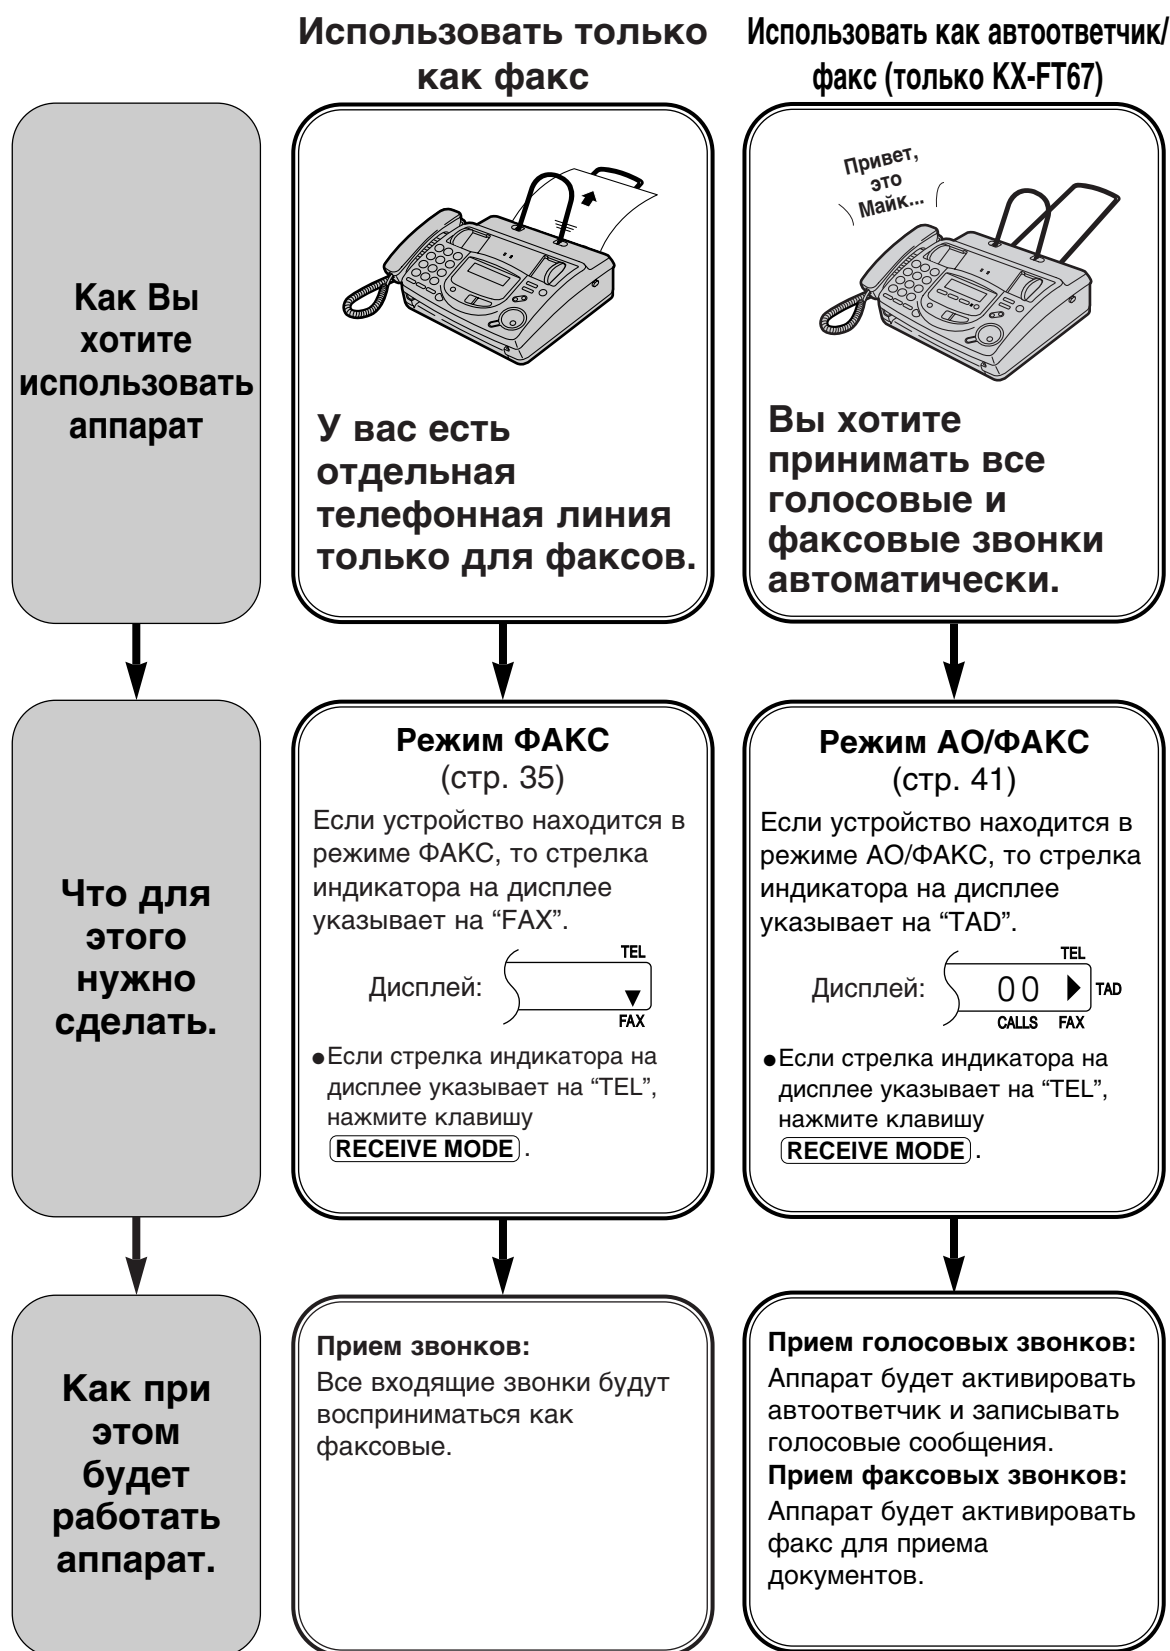 Использовать только
как факс
Использовать как автоответчик/
факс (только KX-FT67)
Как Вы
хотите
использовать
аппарат
У вас есть
отдельная
телефонная линия
только для факсов.
Привет,
это
Майк...
Вы хотите
принимать все
голосовые и
факсовые звонки
автоматически.
Что для
этого
нужно
сделать.
Режим ФАКС
(стр. 35)
Если устройство находится в
режиме ФАКС, то стрелка
индикатора на дисплее
указывает на “FAX”.
TEL
Дисплей:
FAX
●Если стрелка индикатора на
дисплее указывает на “TEL”,
нажмите клавишу
RECEIVE MODE.
Режим АО/ФАКС
(стр. 41)
Если устройство находится в
режиме АО/ФАКС, то стрелка
индикатора на дисплее
указывает на “TAD”.
TEL
Дисплей: 00 TAD
CALLS FAX
●Если стрелка индикатора на
дисплее указывает на “TEL”,
нажмите клавишу
RECEIVE MODE.
Как при
этом
будет
работать
аппарат.
Прием звонков:
Все входящие звонки будут
восприниматься как
факсовые.
Прием голосовых звонков:
Аппарат будет активировать
автоответчик и записывать
голосовые сообщения.
Прием факсовых звонков:
Аппарат будет активировать
факс для приема
документов.